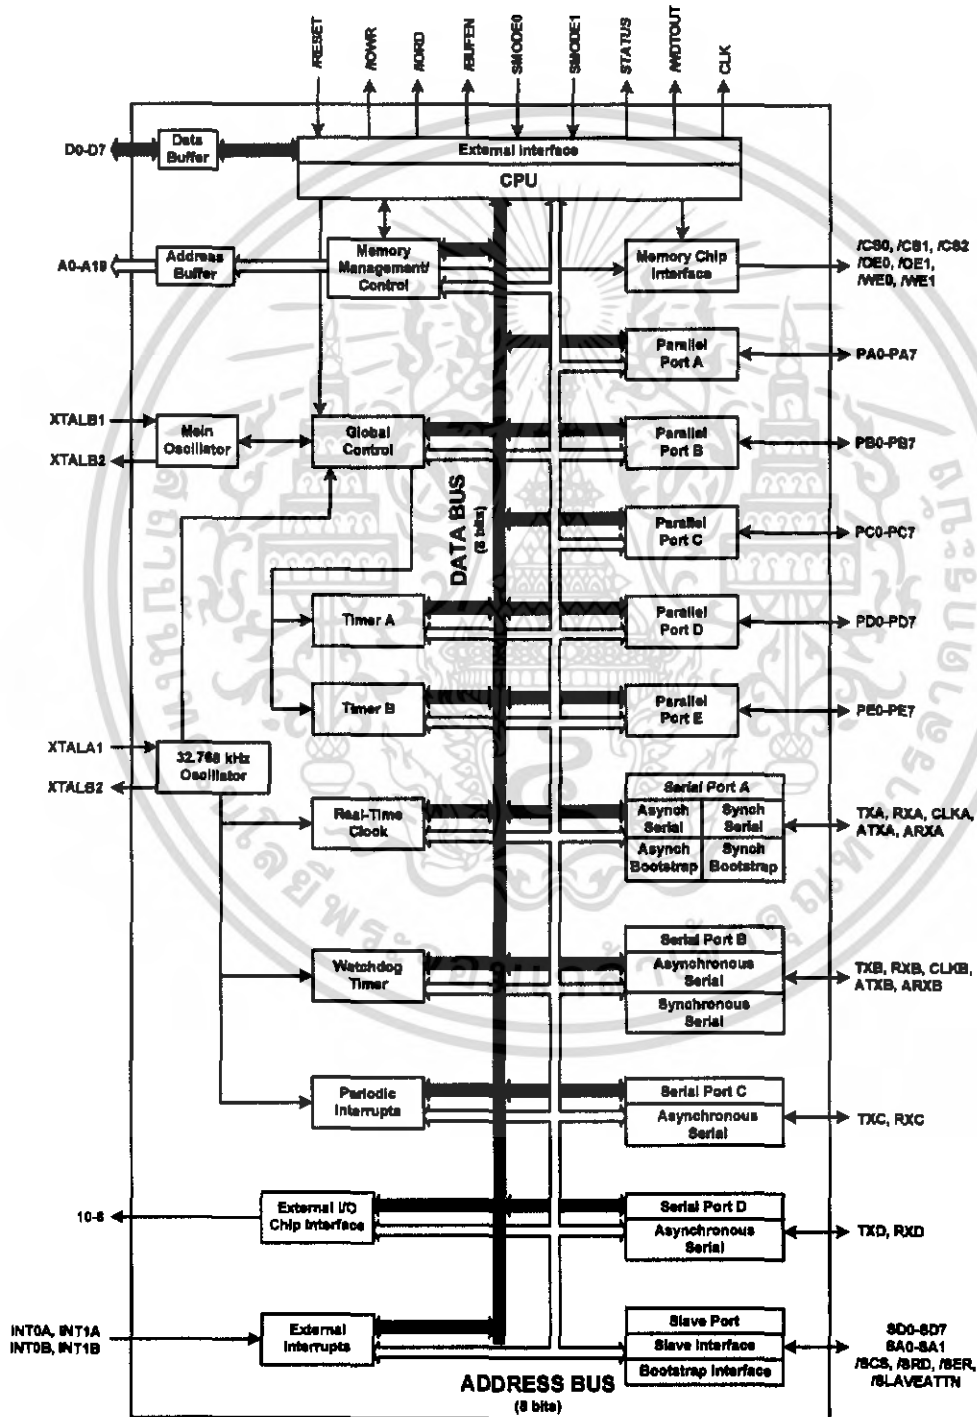 /RESET
/IOWR
/IORD
/BUFEN
SMODE0
SMODE1
STATUS
/WDTOUT
CLK
D0-D7
Data
Buffer
External Interface
CPU
A0-A19
Address
Buffer
Memory
Management/
Control
Memory Chip
Interface
/CS0, /CS1, /CS2
/OE0, /OE1,
/WE0, /WE1
Parallel
Port A
PA0-PA7
XTALB1
XTALB2
Main
Oscillator
Global
Control
Parallel
Port B
PB0-PB7
DATA BUS
(8 bits)
Parallel
Port C
PC0-PC7
Timer A
Parallel
Port D
PD0-PD7
Timer B
Parallel
Port E
PE0-PE7
XTALA1
XTALB2
32.768 kHz
Oscillator
Real-Time
Clock
Serial Port A
Asynch
Serial
Synch
Serial
Asynch
Bootstrap
Synch
Bootstrap
TXA, RXA, CLKA,
ATXA, ARXA
Watchdog
Timer
Serial Port B
Asynchronous
Serial
Synchronous
Serial
TXB, RXB, CLKB,
ATXB, ARXB
Periodic
Interrupts
Serial Port C
Asynchronous
Serial
TXC, RXC
10-6
External I/O
Chip Interface
Serial Port D
Asynchronous
Serial
TXD, RXD
INT0A, INT1A
INT0B, INT1B
External
Interrupts
Slave Port
Slave Interface
Bootstrap Interface
SD0-SD7
SA0-SA1
/SCS, /SRD, /SER,
/SLAVEATTN
ADDRESS BUS
(8 bits)